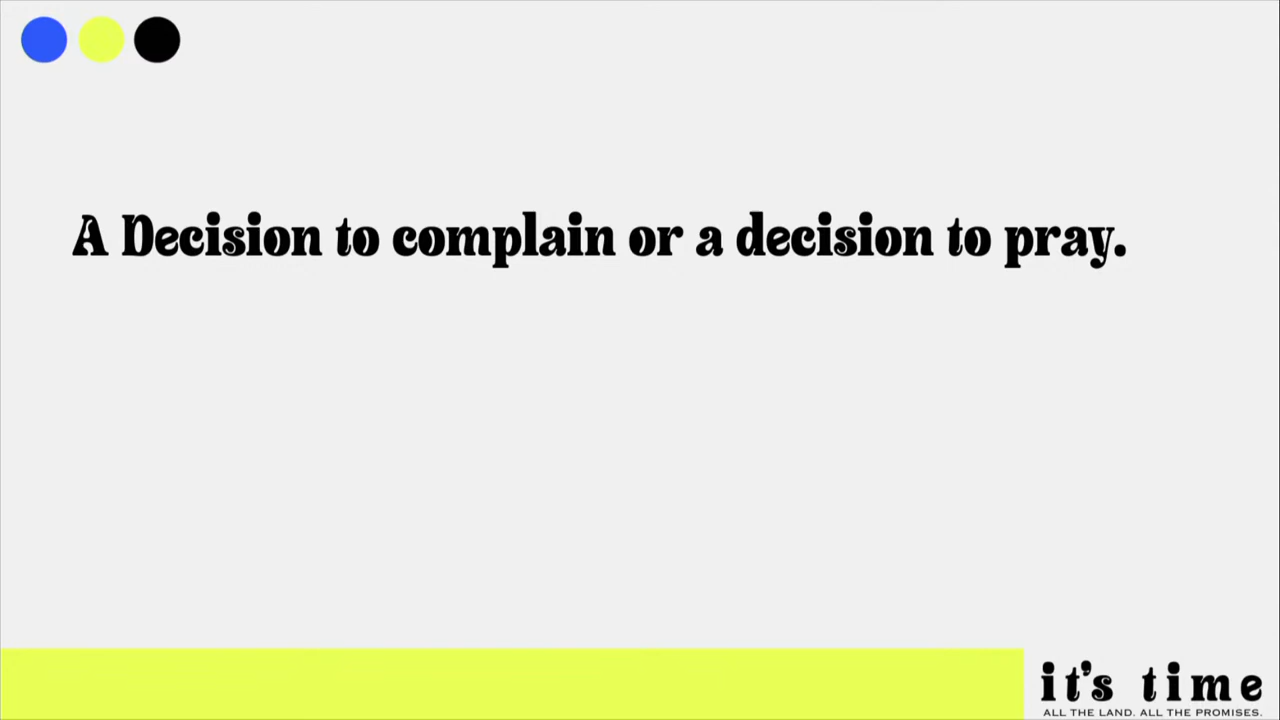 A Decision to complain or a decision to pray.
it's time
ALL THE LAND. ALL THE PROMISES.